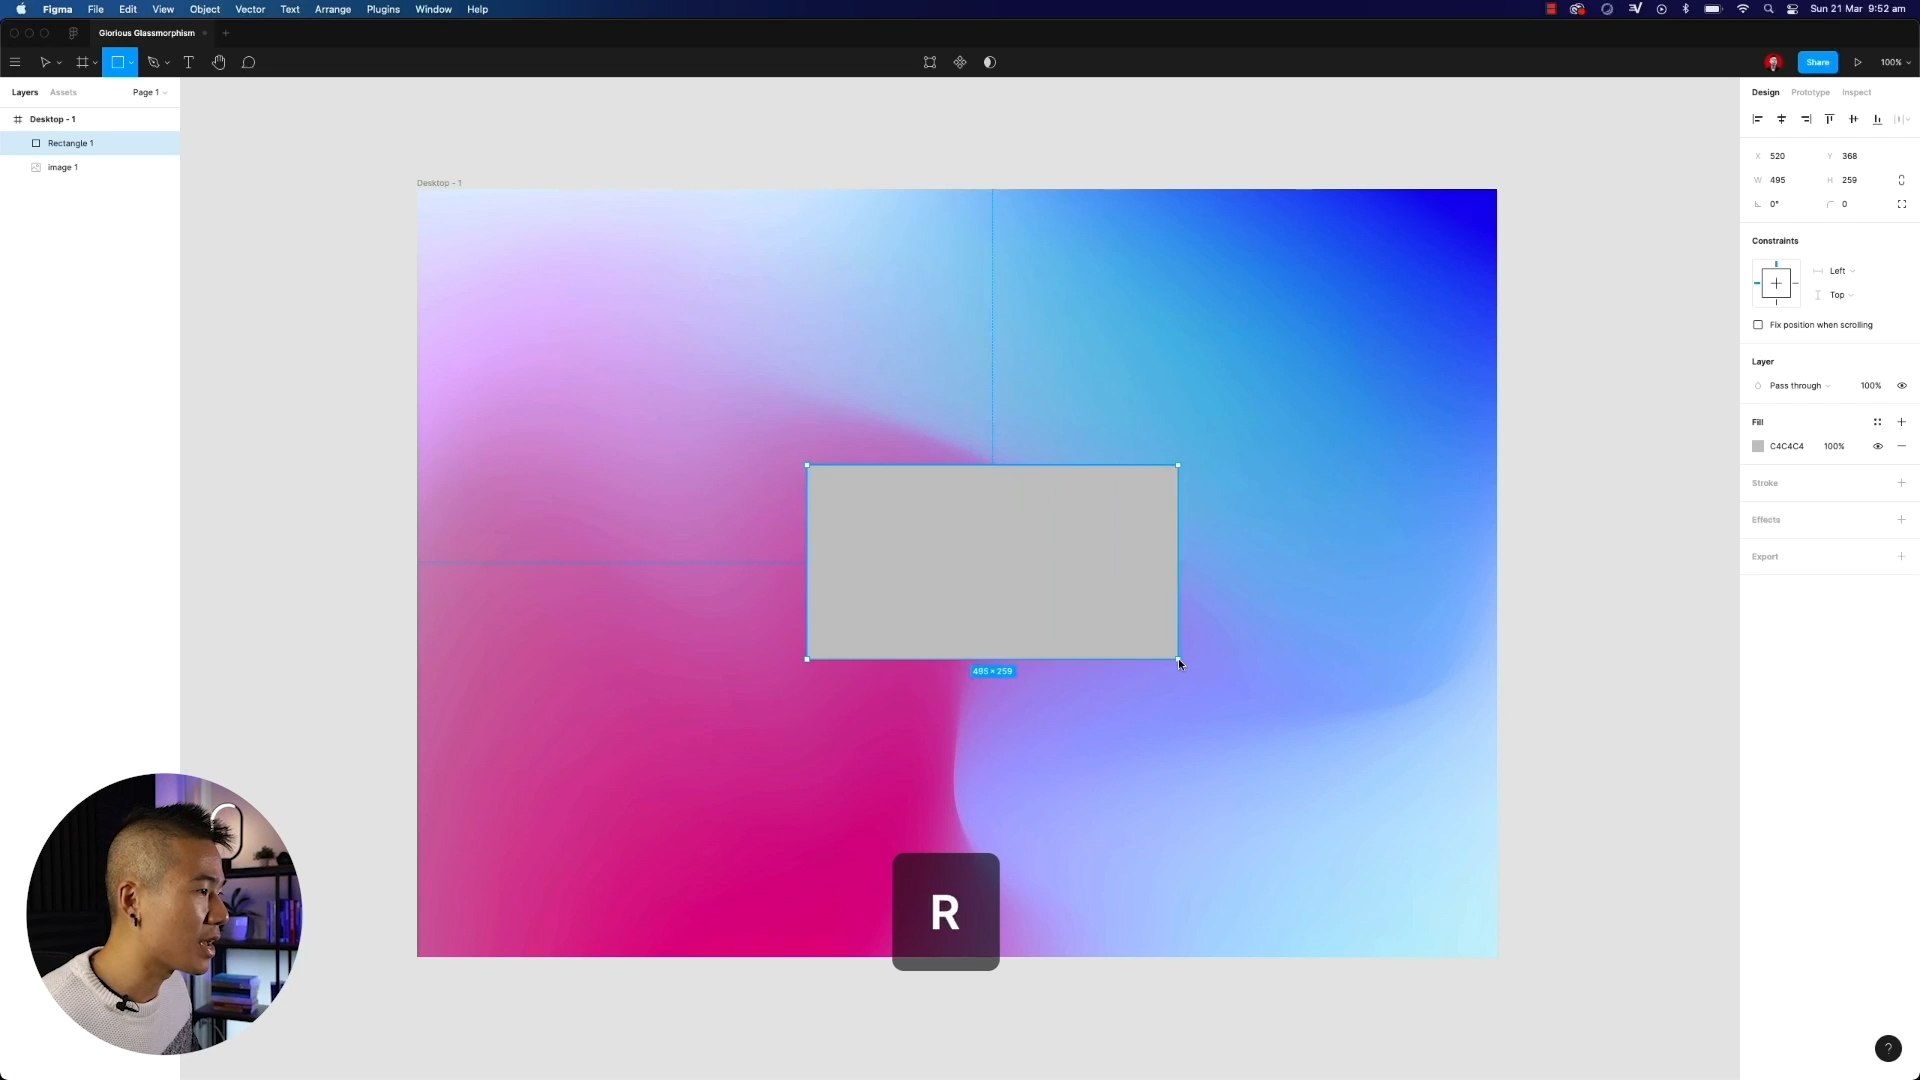 Figma File Edit View Object Vector Text Arrange Plugins Window Help Sun 21 Mar 9:52 am
Glorious Glassmorphism
Share 100%
Layers Assets Page 1
Desktop - 1
Rectangle 1
image 1
Desktop - 1
495 × 259
R
Design Prototype Inspect
X 520 Y 368
W 495 H 259
0° 0
Constraints
Left
Top
Fix position when scrolling
Layer
Pass through 100%
Fill
C4C4C4 100%
Stroke
Effects
Export
?